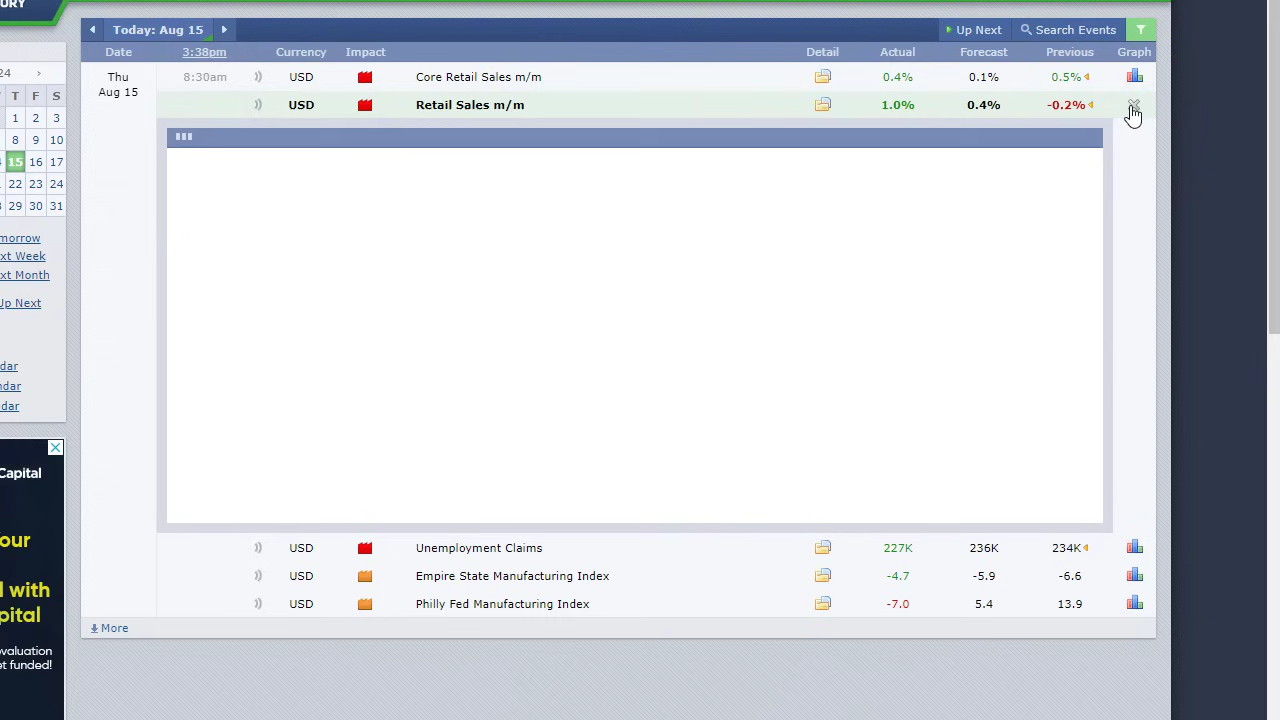 ORY
Today: Aug 15 Up Next Search Events
Date 3:38pm Currency Impact Detail Actual Forecast Previous Graph
Thu
Aug 15
8:30am USD Core Retail Sales m/m 0.4% 0.1% 0.5%
USD Retail Sales m/m 1.0% 0.4% -0.2%
USD Unemployment Claims 227K 236K 234K
USD Empire State Manufacturing Index -4.7 -5.9 -6.6
USD Philly Fed Manufacturing Index -7.0 5.4 13.9
More
24 ›
T F S
1 2 3
8 9 10
15 16 17
22 23 24
29 30 31
morrow
xt Week
xt Month
Up Next
dar
ndar
dar
Capital
our
d with
pital
ovaluation
et funded!